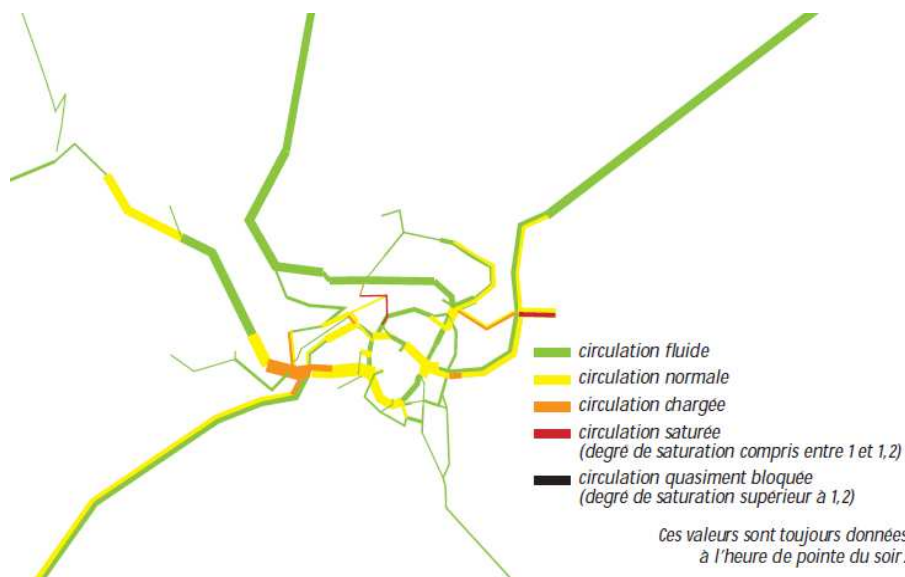 circulation fluide
circulation normale
circulation chargée
circulation saturée
(degré de saturation compris entre 1 et 1,2)
circulation quasiment bloquée
(degré de saturation supérieur à 1,2)
Ces valeurs sont toujours données
à l'heure de pointe du soir.